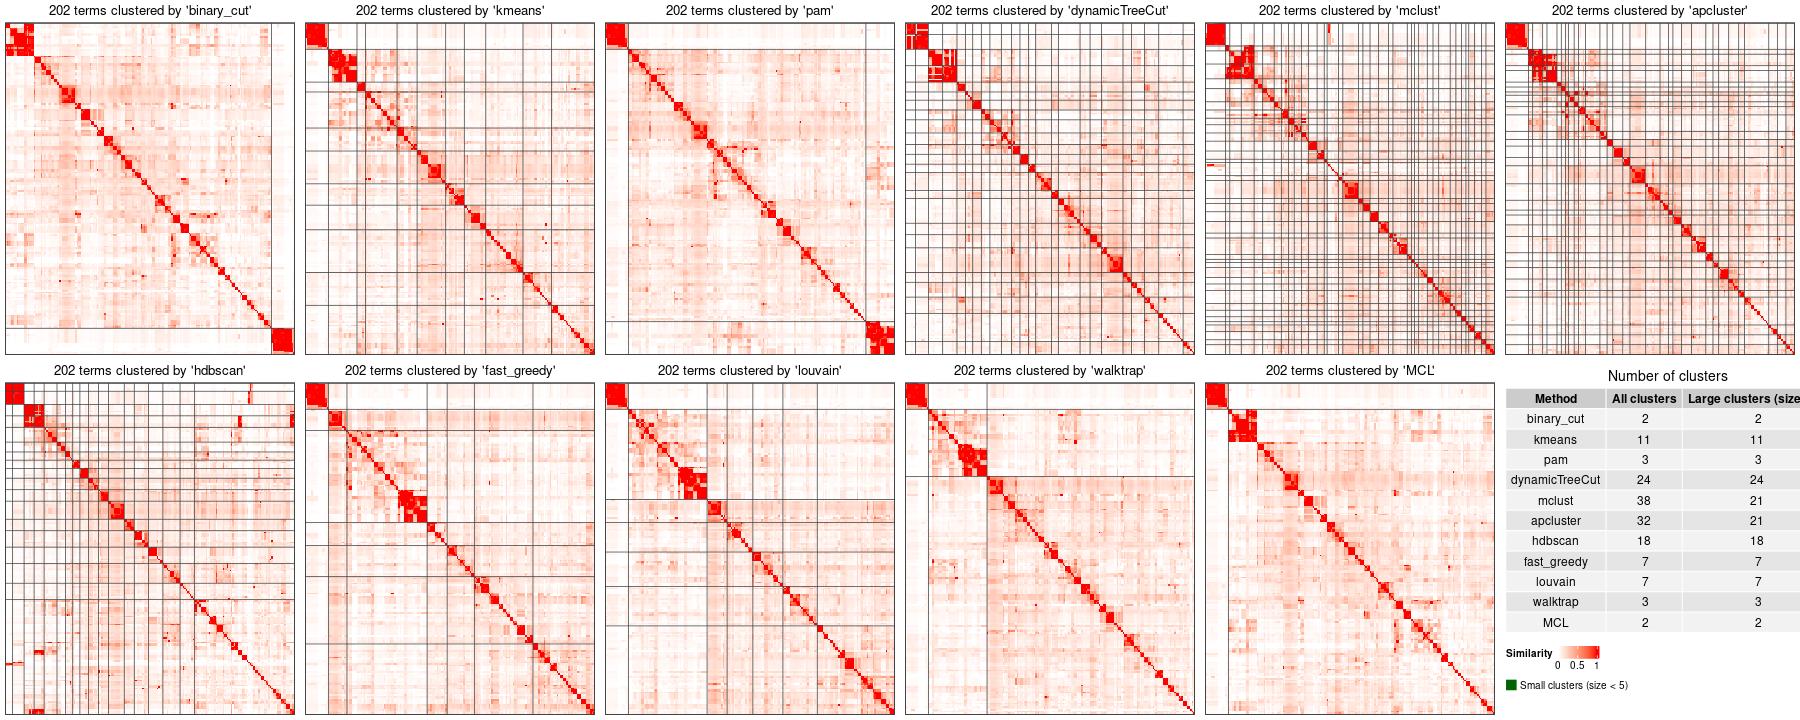 202 terms clustered by 'binary_cut'
202 terms clustered by 'kmeans'
202 terms clustered by 'pam'
202 terms clustered by 'dynamicTreeCut'
202 terms clustered by 'mclust'
202 terms clustered by 'apcluster'
202 terms clustered by 'hdbscan'
202 terms clustered by 'fast_greedy'
202 terms clustered by 'louvain'
202 terms clustered by 'walktrap'
202 terms clustered by 'MCL'
Number of clusters
Method All clusters Large clusters (size
binary_cut 2 2
kmeans 11 11
pam 3 3
dynamicTreeCut 24 24
mclust 38 21
apcluster 32 21
hdbscan 18 18
fast_greedy 7 7
louvain 7 7
walktrap 3 3
MCL 2 2
Similarity
0 0.5 1
Small clusters (size < 5)